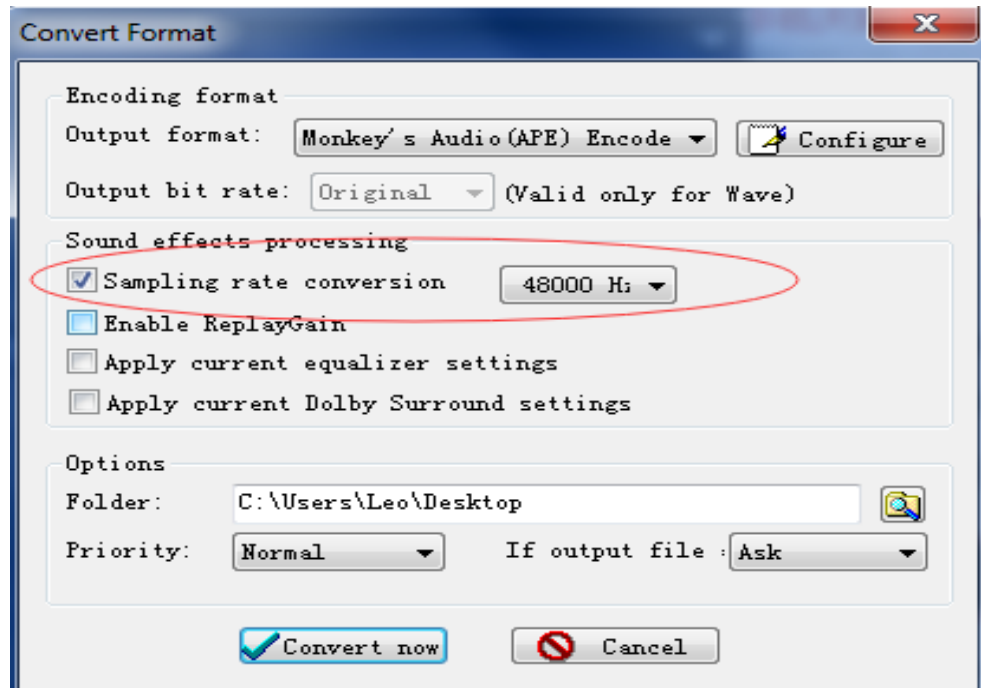 Convert Format
Encoding format
Output format: Monkey's Audio(APE) Encode Configure
Output bit rate: Original (Valid only for Wave)
Sound effects processing
Sampling rate conversion 48000 Hz
Enable ReplayGain
Apply current equalizer settings
Apply current Dolby Surround settings
Options
Folder: C:\Users\Leo\Desktop
Priority: Normal If output file : Ask
Convert now Cancel